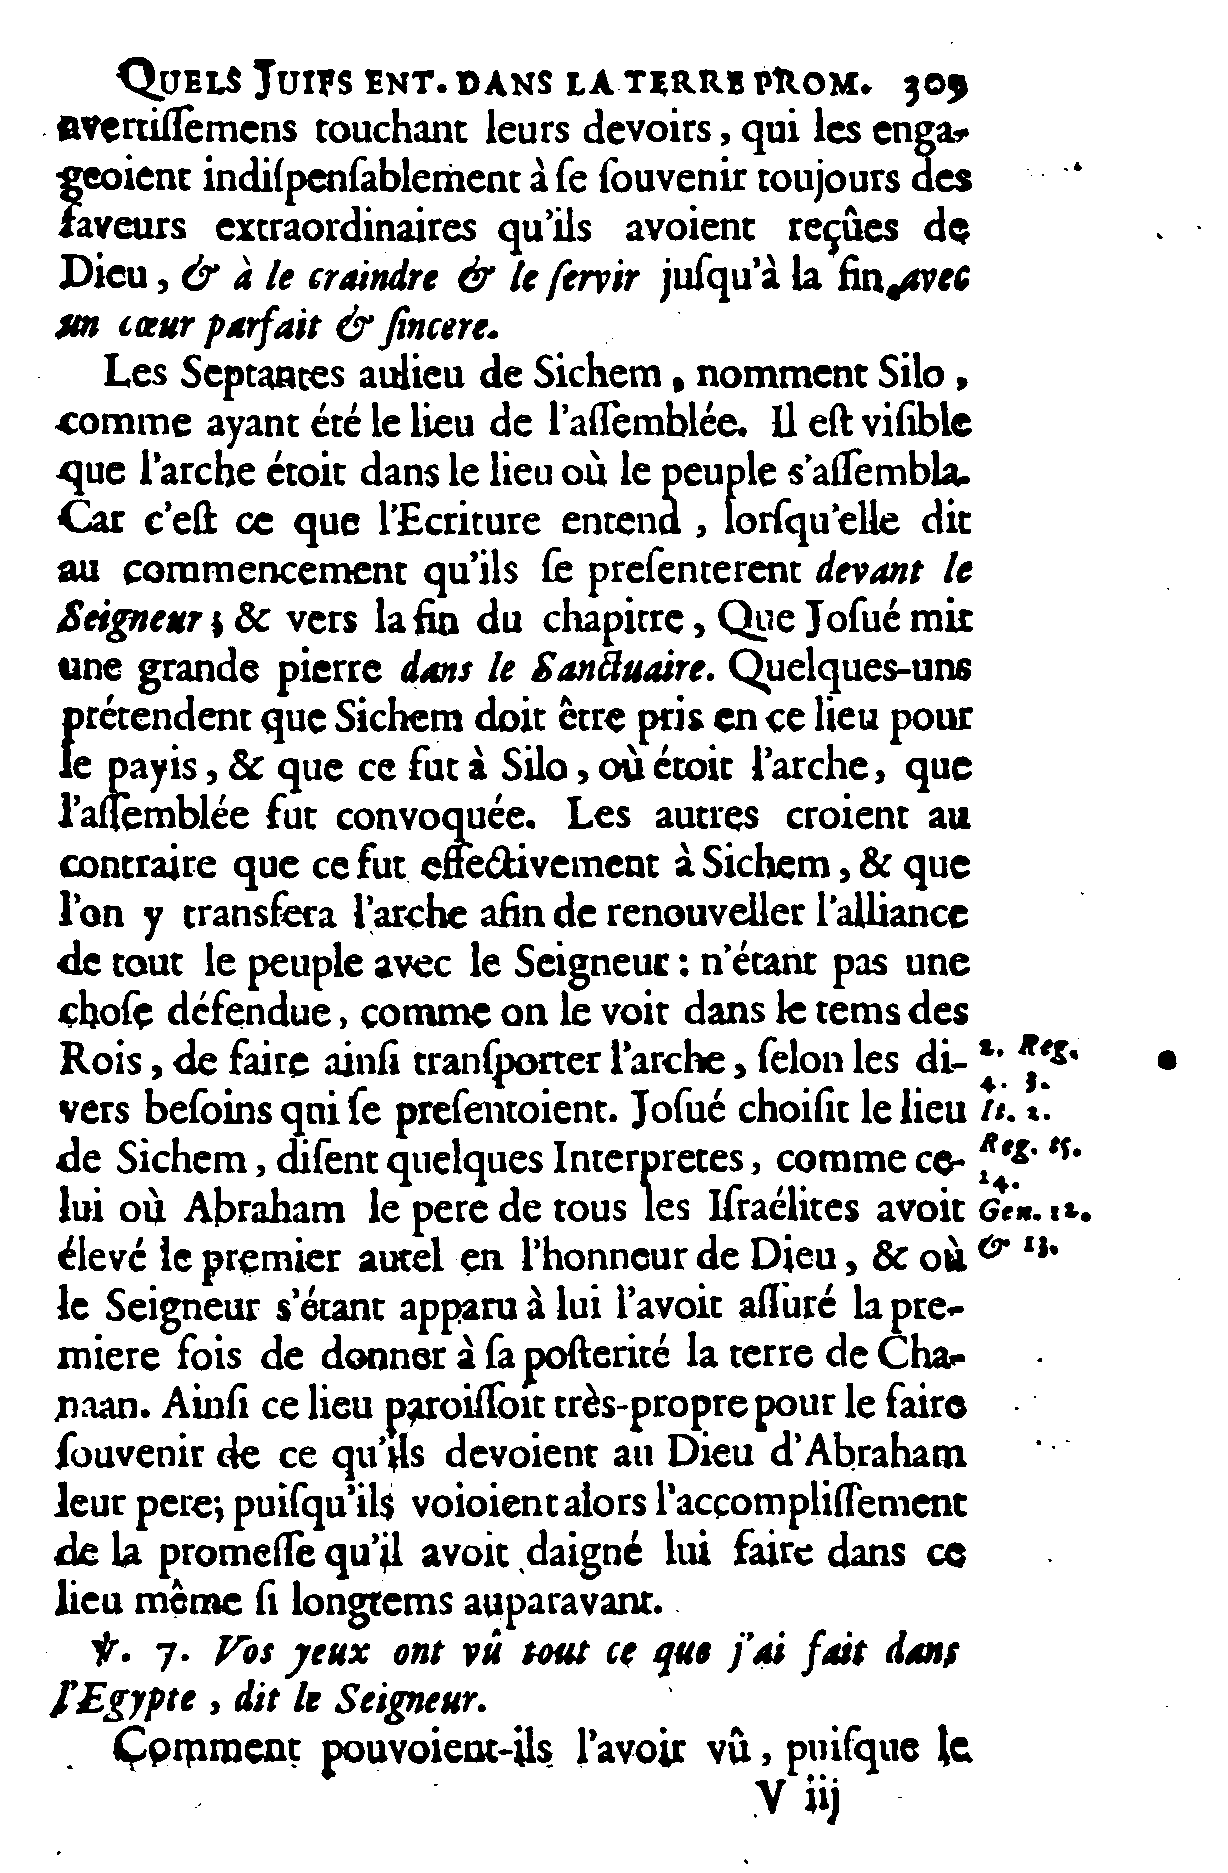 QUELS JUIFS ENT. DANS LA TERRE PROM. 309
avertiſſemens touchant leurs devoirs, qui les enga-
geoient indiſpenſablement à ſe ſouvenir toujours des
faveurs extraordinaires qu'ils avoient reçûes de
Dieu, & à le craindre & le ſervir juſqu'à la fin avec
un cœur parfait & ſincere.
Les Septantes aulieu de Sichem, nomment Silo,
comme ayant été le lieu de l'aſſemblée. Il eſt viſible
que l'arche étoit dans le lieu où le peuple s'aſſembla.
Car c'eſt ce que l'Ecriture entend, lorſqu'elle dit
au commencement qu'ils ſe preſenterent devant le
Seigneur; & vers la fin du chapitre, Que Joſué mit
une grande pierre dans le Sanctuaire. Quelques-uns
prétendent que Sichem doit être pris en ce lieu pour
le payis, & que ce fut à Silo, où étoit l'arche, que
l'aſſemblée fut convoquée. Les autres croient au
contraire que ce fut effectivement à Sichem, & que
l'on y transfera l'arche afin de renouveller l'alliance
de tout le peuple avec le Seigneur: n'étant pas une
choſe défendue, comme on le voit dans le tems des
Rois, de faire ainſi tranſporter l'arche, ſelon les di-
vers beſoins qui ſe preſentoient. Joſué choiſit le lieu
de Sichem, diſent quelques Interpretes, comme ce-
lui où Abraham le pere de tous les Iſraélites avoit
élevé le premier autel en l'honneur de Dieu, & où
le Seigneur s'étant apparu à lui l'avoit aſſuré la pre-
miere fois de donner à ſa poſterité la terre de Cha-
naan. Ainſi ce lieu paroiſſoit très-propre pour le faire
ſouvenir de ce qu'ils devoient au Dieu d'Abraham
leur pere; puiſqu'ils voioient alors l'accompliſſement
de la promeſſe qu'il avoit daigné lui faire dans ce
lieu même ſi longtems auparavant.
℣. 7. Vos yeux ont vû tout ce que j'ai fait dans
l'Egypte, dit le Seigneur.
Comment pouvoient-ils l'avoir vû, puiſque le
V iij
2. Reg.
4. 3.
2.
Reg. 15.
24.
Gen. 12.
& 13.